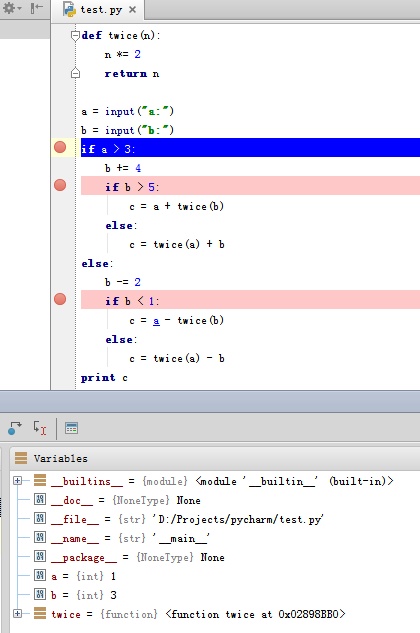 test.py
def twice(n):
n *= 2
return n
a = input("a:")
b = input("b:")
if a > 3:
b += 4
if b > 5:
c = a + twice(b)
else:
c = twice(a) + b
else:
b -= 2
if b < 1:
c = a - twice(b)
else:
c = twice(a) - b
print c
Variables
__builtins__ = {module} <module '__builtin__' (built-in)>
__doc__ = {NoneType} None
__file__ = {str} 'D:/Projects/pycharm/test.py'
__name__ = {str} '__main__'
__package__ = {NoneType} None
a = {int} 1
b = {int} 3
twice = {function} <function twice at 0x02898BB0>